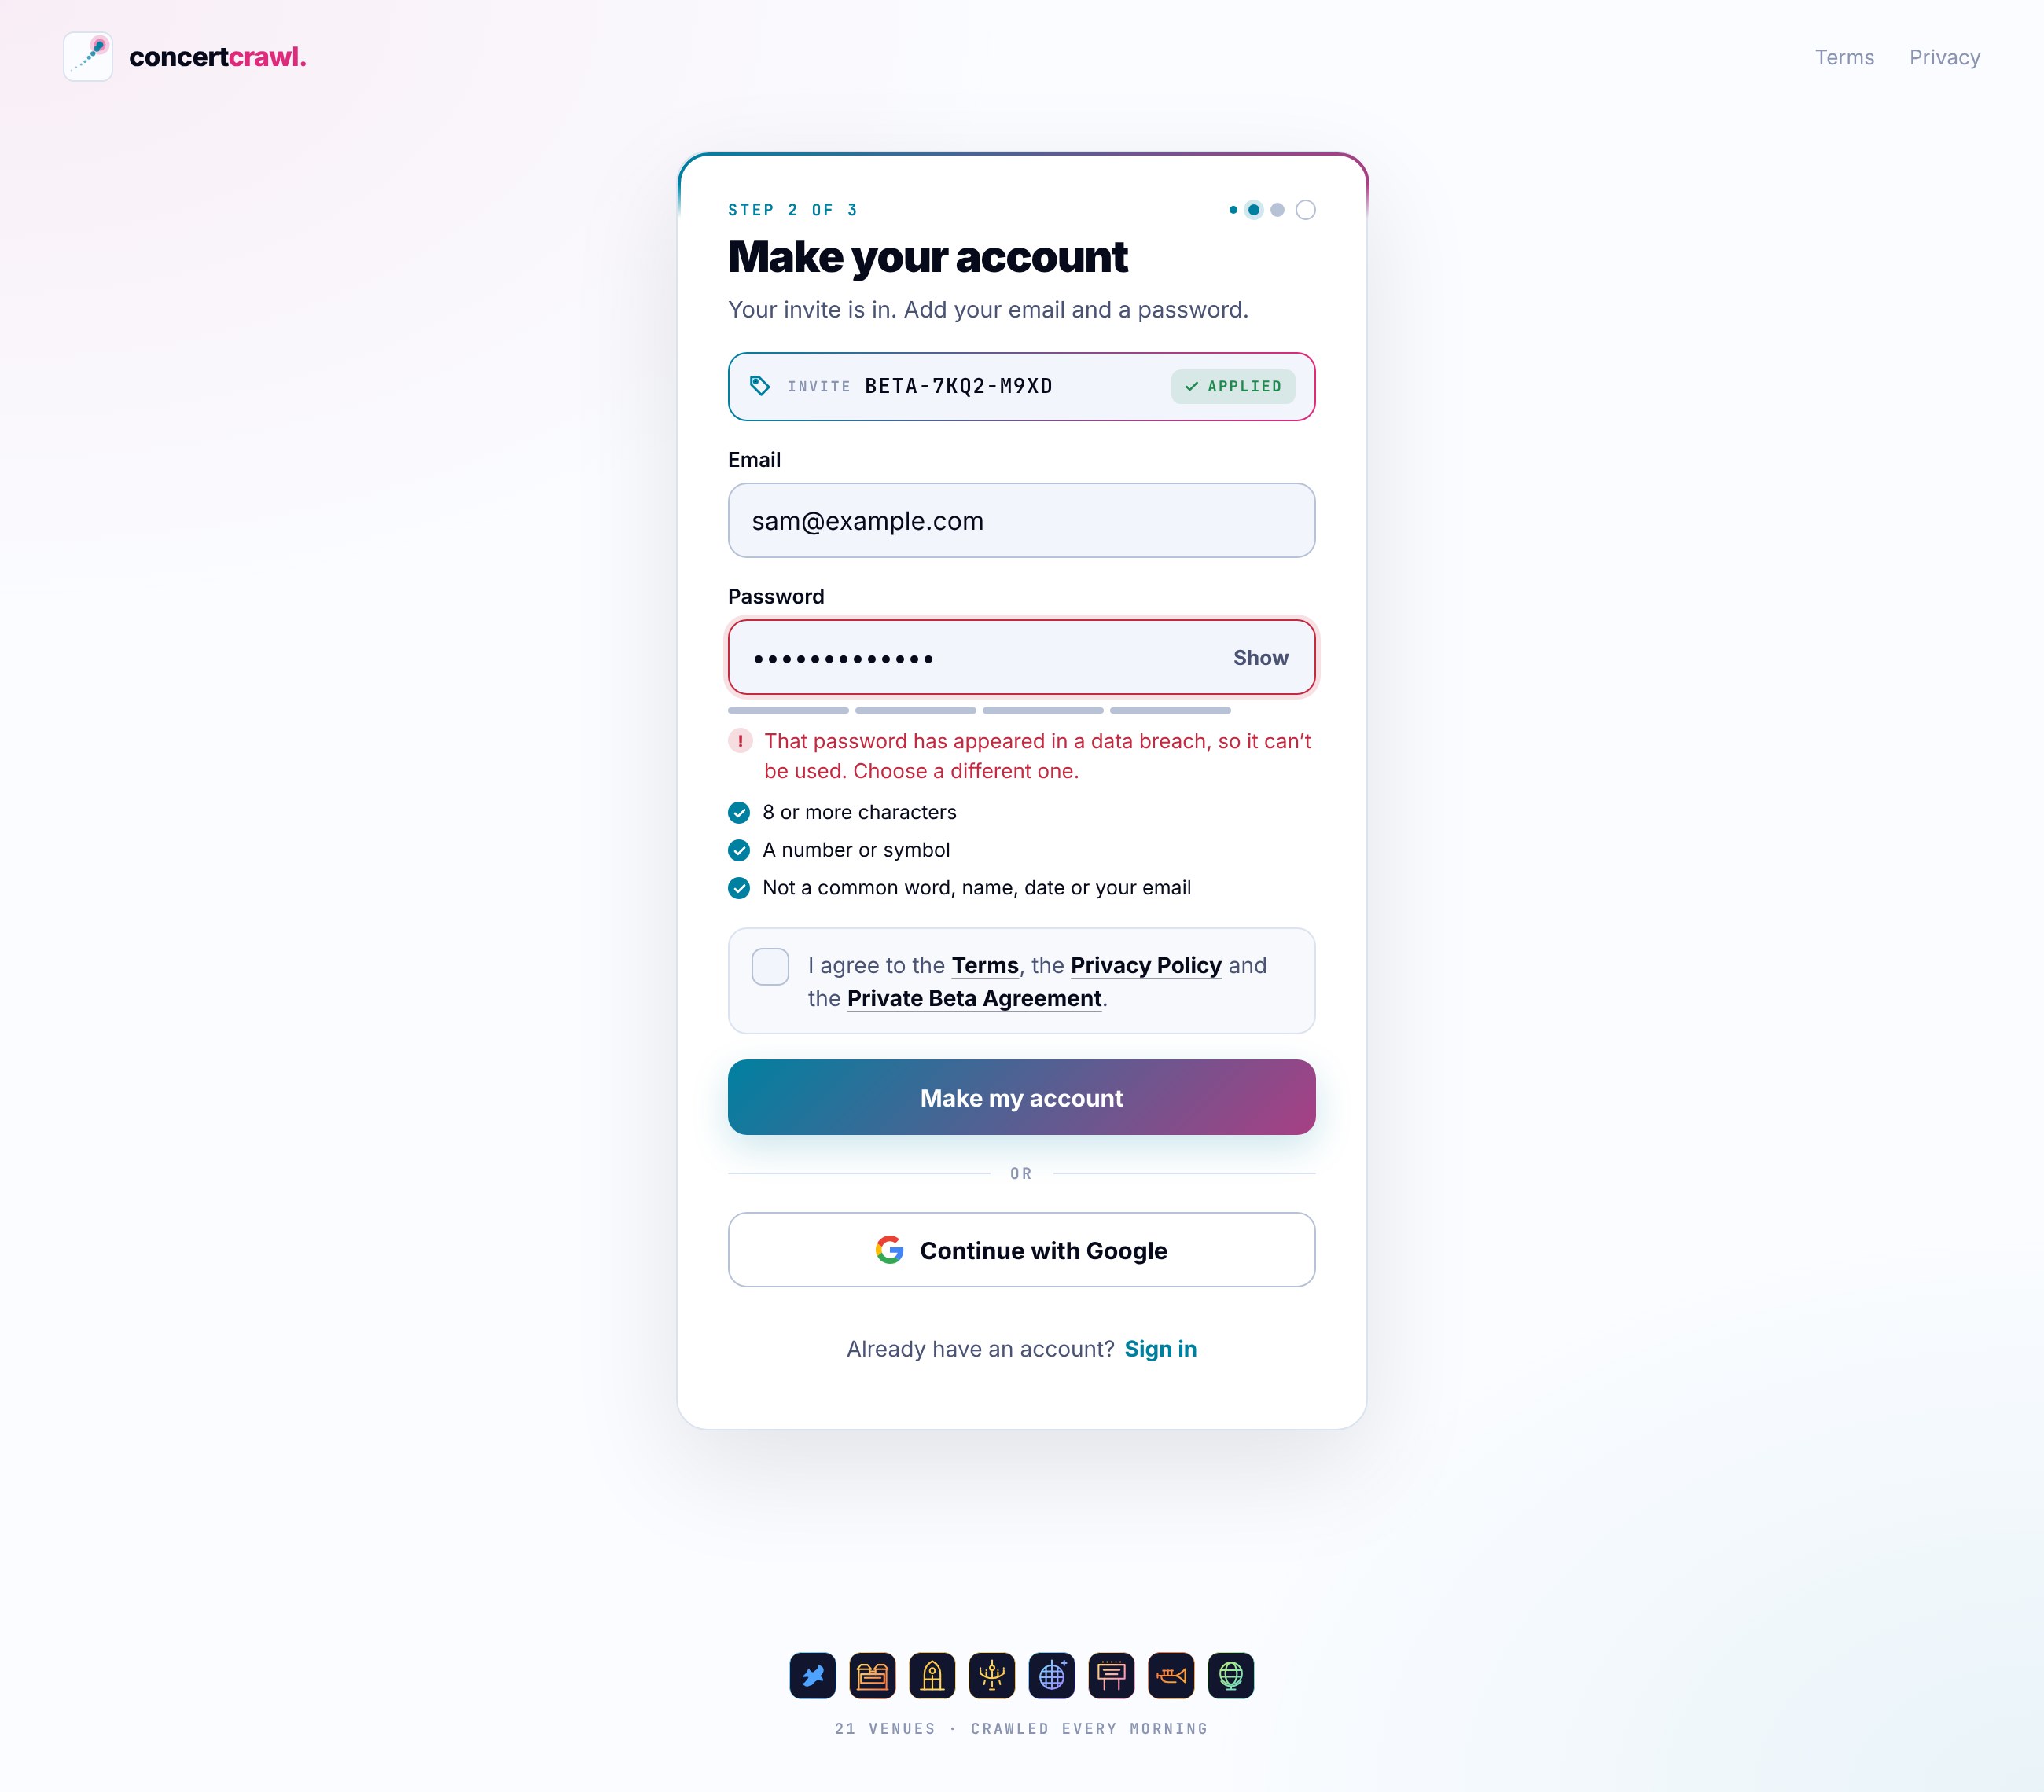 concertcrawl.
Terms Privacy
STEP 2 OF 3
Make your account
Your invite is in. Add your email and a password.
INVITE BETA-7KQ2-M9XD APPLIED
Email
sam@example.com
Password
••••••••••••• Show
! That password has appeared in a data breach, so it can’t
be used. Choose a different one.
8 or more characters
A number or symbol
Not a common word, name, date or your email
I agree to the Terms, the Privacy Policy and
the Private Beta Agreement.
Make my account
OR
Continue with Google
Already have an account? Sign in
21 VENUES · CRAWLED EVERY MORNING